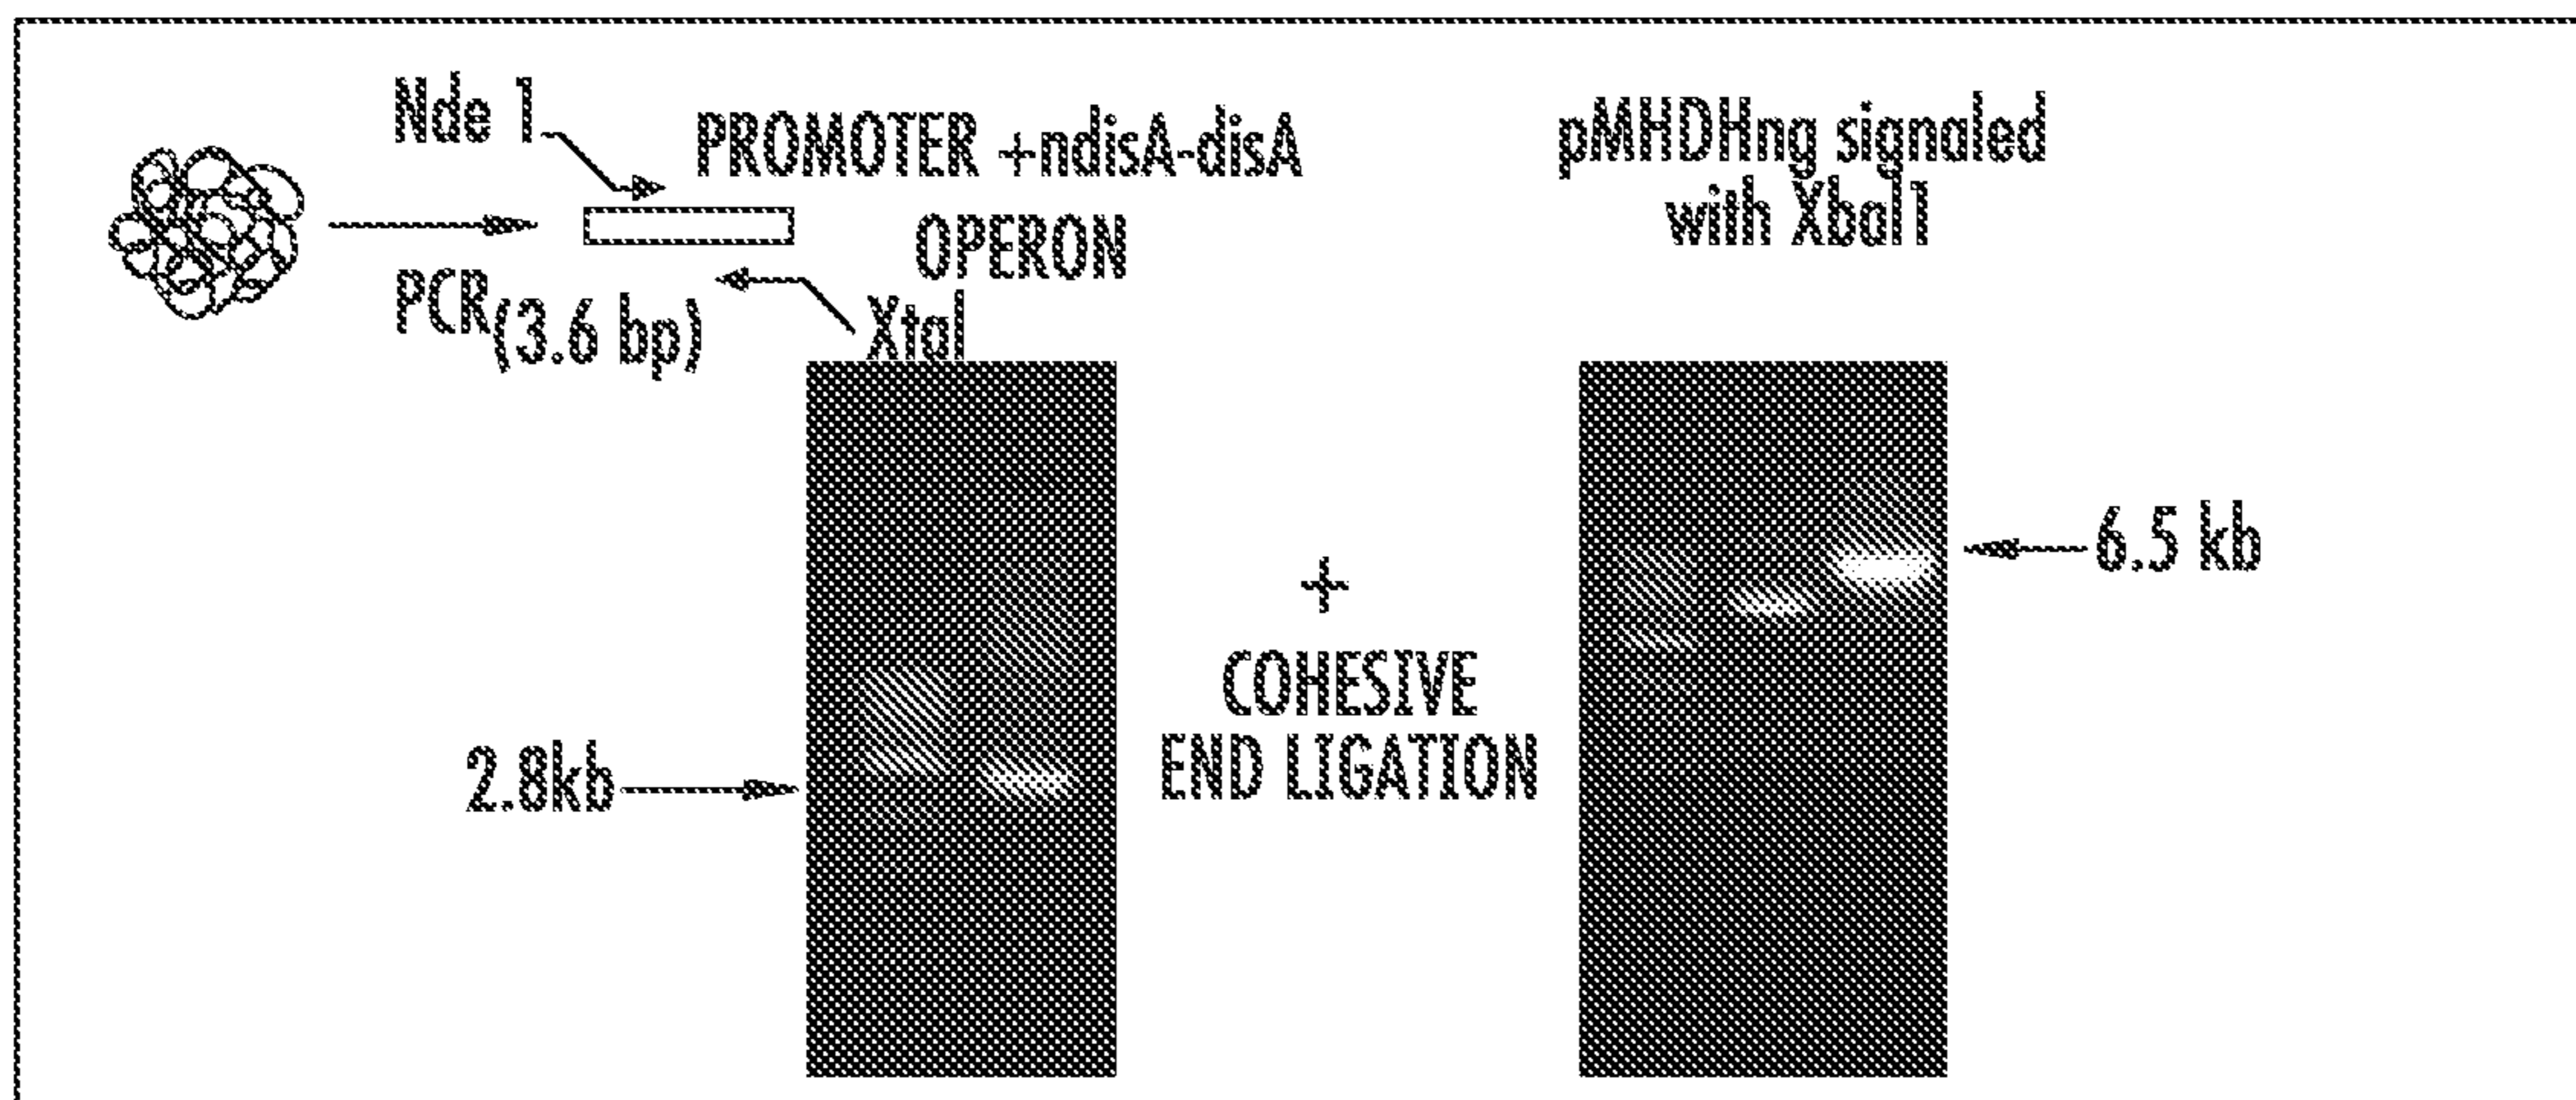 Nde 1
PROMOTER +ndisA-disA
OPERON
PCR
(3.6 bp)
Xtal
pMHDHng signaled
with Xbal1
2.8kb
+
COHESIVE
END LIGATION
6.5 kb